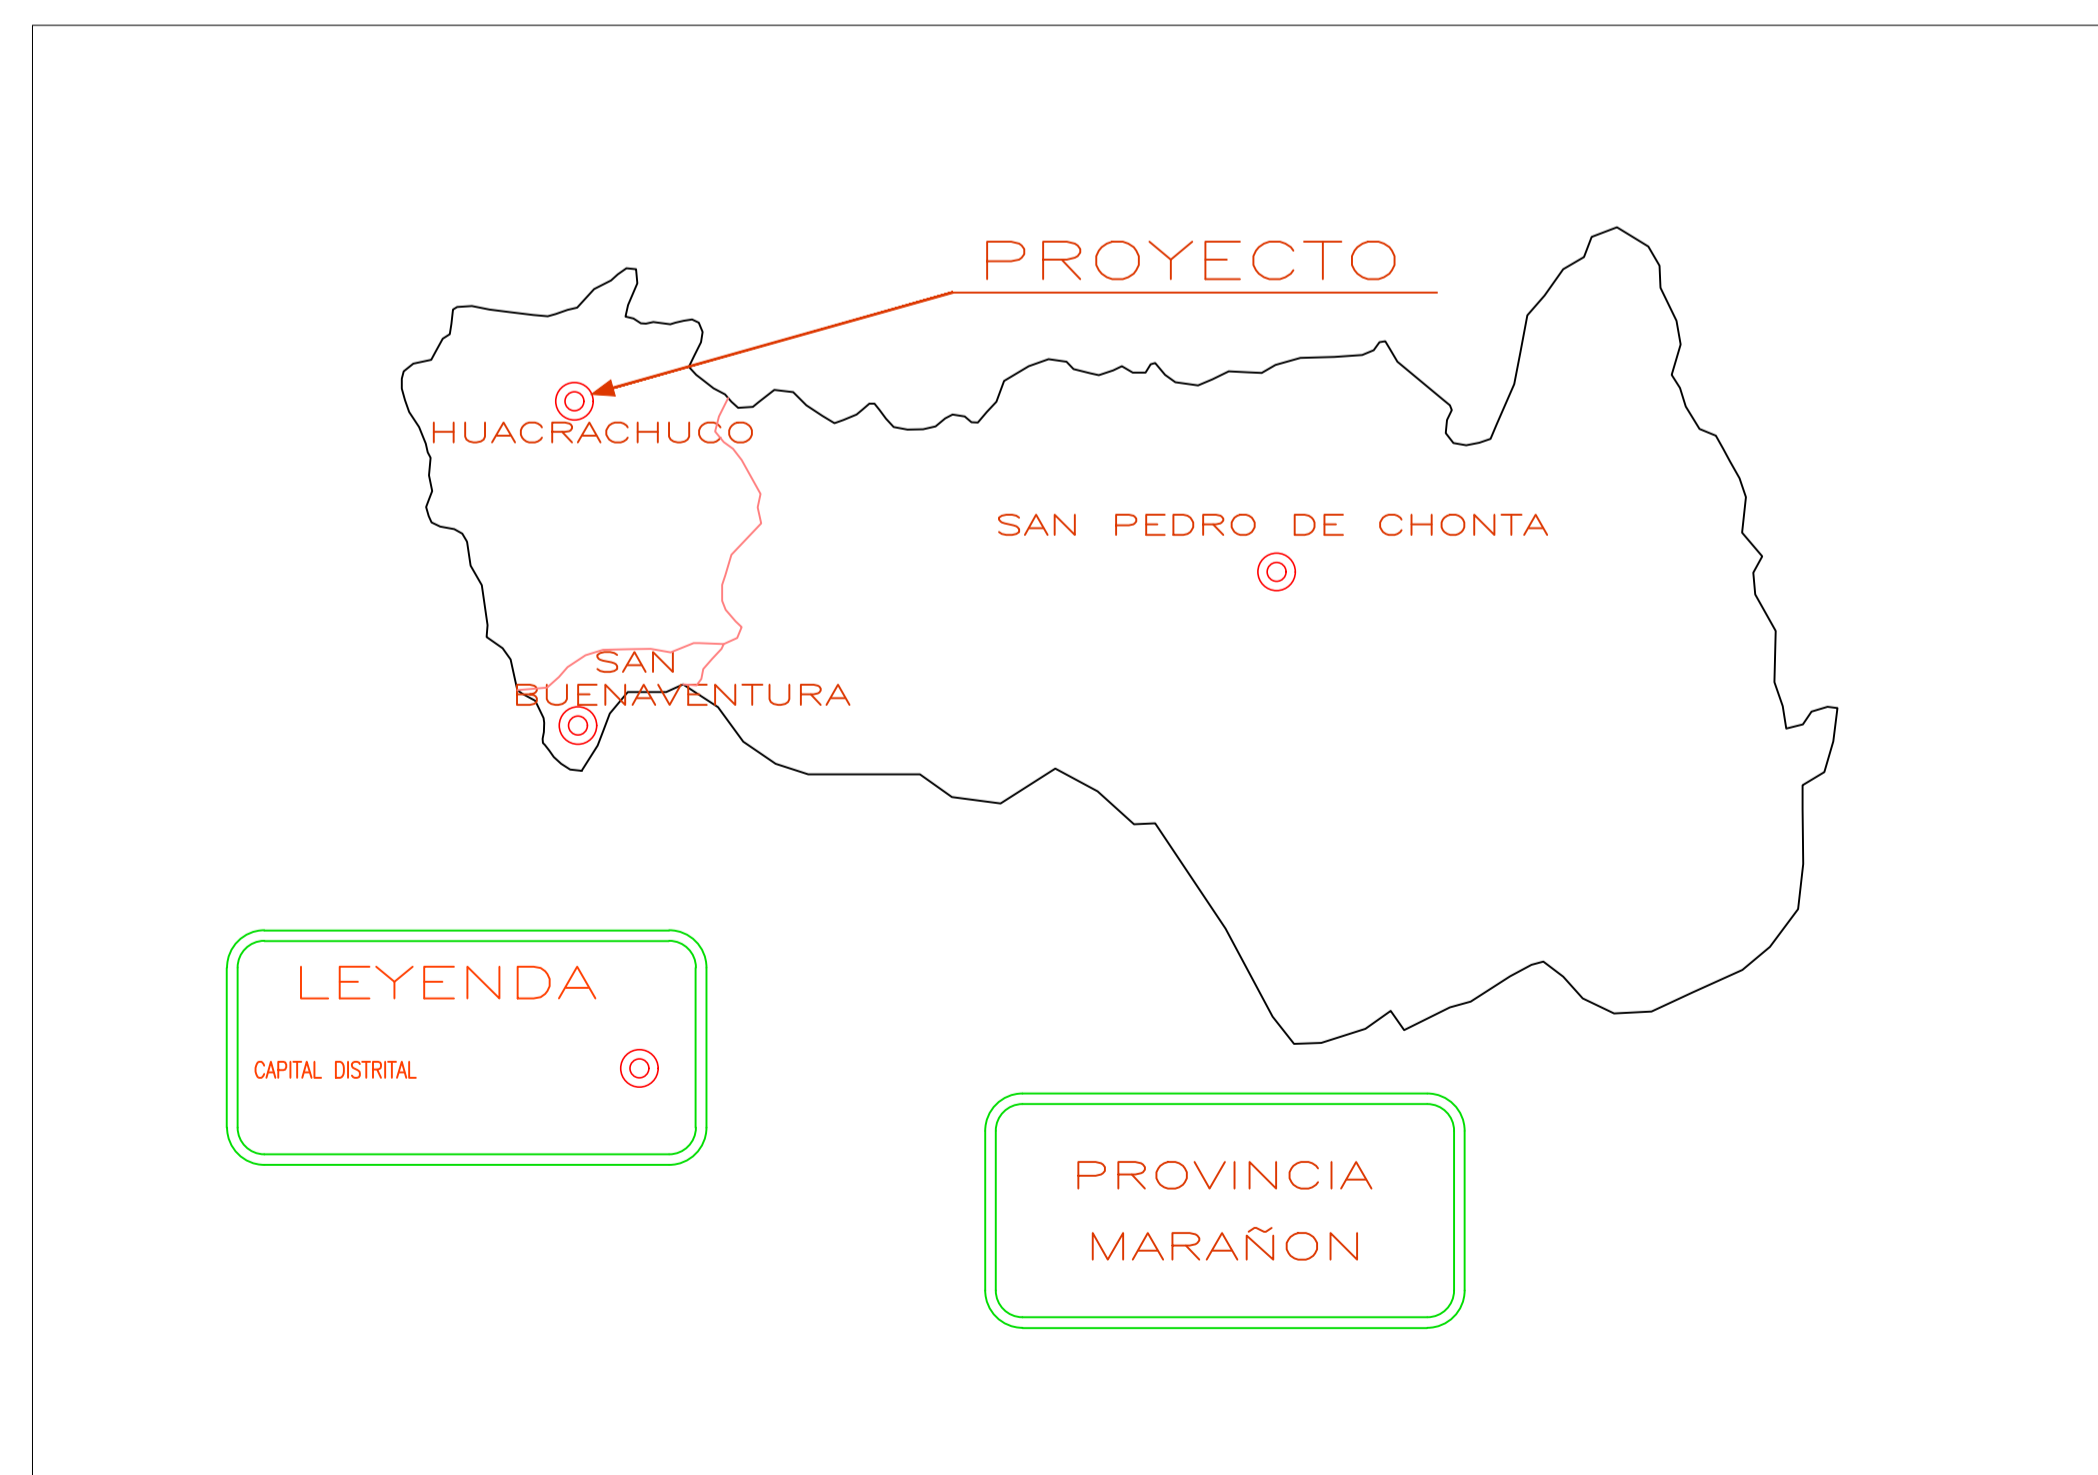 PROYECTO
HUACRACHUCO
SAN PEDRO DE CHONTA
SAN
BUENAVENTURA
LEYENDA
CAPITAL DISTRITAL
PROVINCIA
MARAÑON